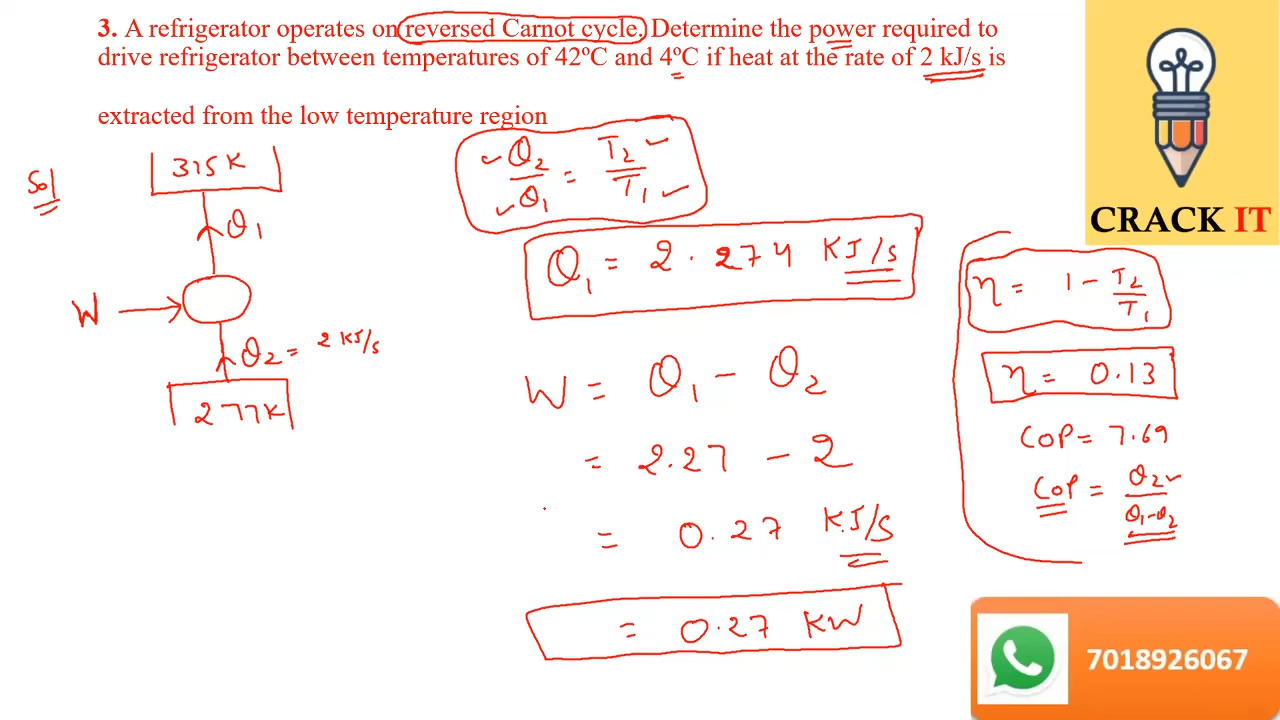 3. A refrigerator operates on reversed Carnot cycle. Determine the power required to
drive refrigerator between temperatures of 42ºC and 4ºC if heat at the rate of 2 kJ/s is
extracted from the low temperature region
Sol
315K
Q1
W
Q2 = 2 KJ/s
277K
Q2/Q1 = T2/T1
Q1 = 2.274 KJ/s
W = Q1 - Q2
= 2.27 - 2
= 0.27 KJ/s
= 0.27 KW
η = 1 - T2/T1
η = 0.13
COP = 7.69
COP = Q2/Q1-Q2
CRACK IT
7018926067